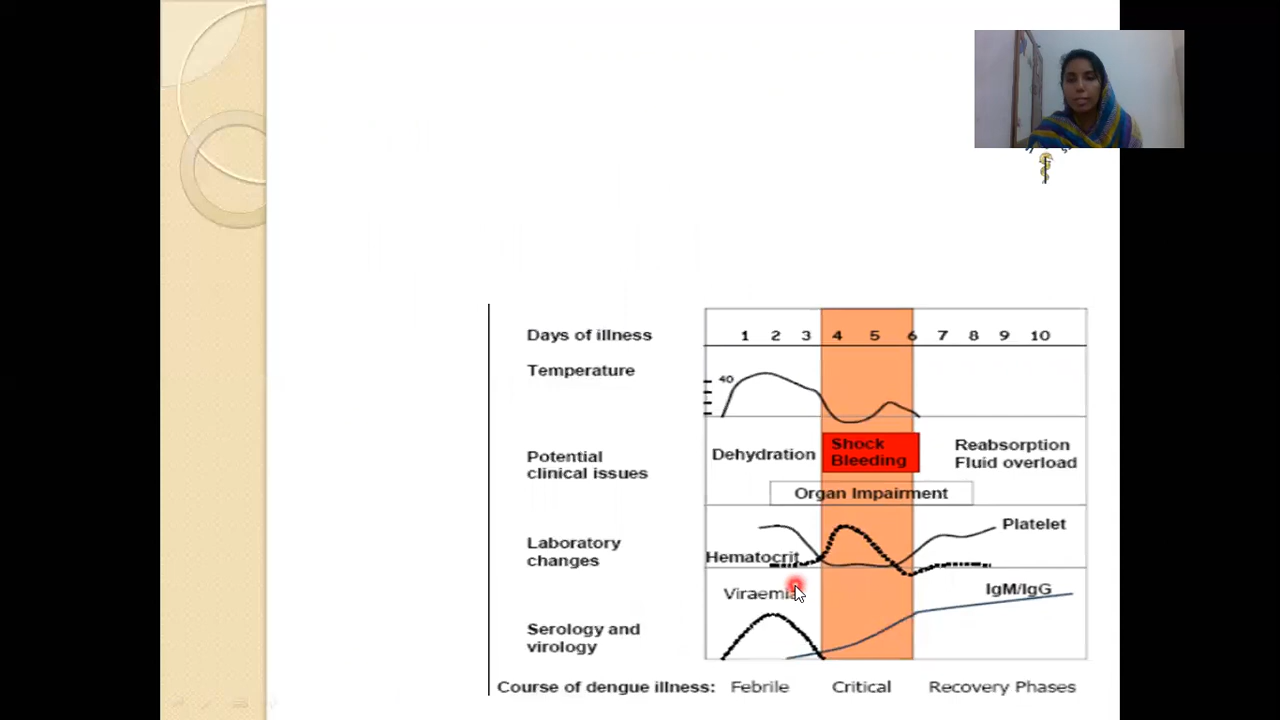 Days of illness 1 2 3 4 5 6 7 8 9 10
Temperature 40
Potential
clinical issues
Dehydration
Shock
Bleeding
Reabsorption
Fluid overload
Organ Impairment
Laboratory
changes
Platelet
Hematocrit
Viraemia
IgM/IgG
Serology and
virology
Course of dengue illness: Febrile Critical Recovery Phases